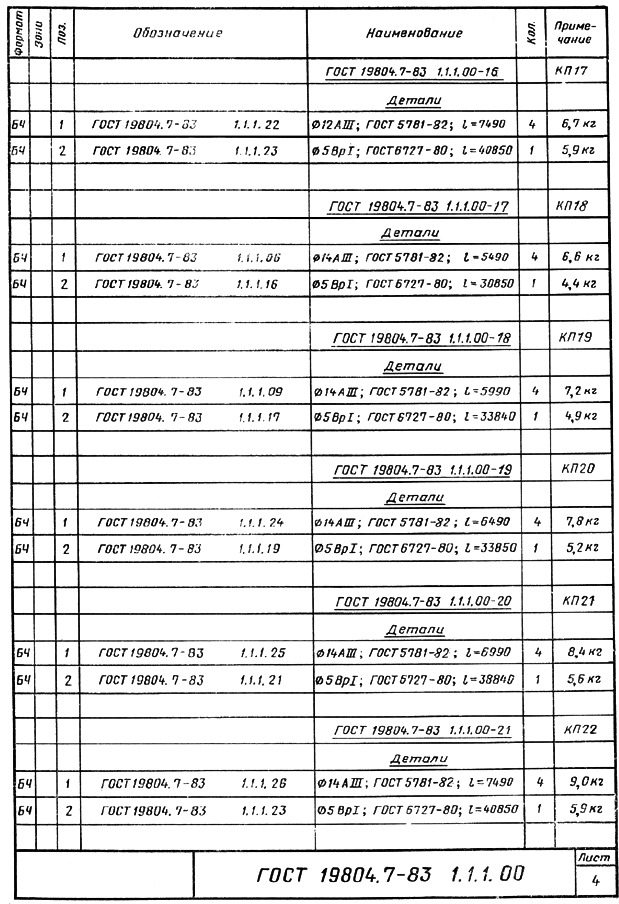 Формат Зона Поз. Обозначение Наименование Кол. Приме-
чание
ГОСТ 19804.7-83 1.1.1.00-16 КП17
Детали
БЧ 1 ГОСТ 19804.7-83 1.1.1.22 Ø12АIII; ГОСТ 5781-82; l=7490 4 6,7 кг
БЧ 2 ГОСТ 19804.7-83 1.1.1.23 Ø5ВрI; ГОСТ 6727-80; l=40850 1 5,9 кг
ГОСТ 19804.7-83 1.1.1.00-17 КП18
Детали
БЧ 1 ГОСТ 19804.7-83 1.1.1.06 Ø14АIII; ГОСТ 5781-82; l=5490 4 6,6 кг
БЧ 2 ГОСТ 19804.7-83 1.1.1.16 Ø5ВрI; ГОСТ 6727-80; l=30850 1 4,4 кг
ГОСТ 19804.7-83 1.1.1.00-18 КП19
Детали
БЧ 1 ГОСТ 19804.7-83 1.1.1.09 Ø14АIII; ГОСТ 5781-82; l=5990 4 7,2 кг
БЧ 2 ГОСТ 19804.7-83 1.1.1.17 Ø5ВрI; ГОСТ 6727-80; l=33840 1 4,9 кг
ГОСТ 19804.7-83 1.1.1.00-19 КП20
Детали
БЧ 1 ГОСТ 19804.7-83 1.1.1.24 Ø14АIII; ГОСТ 5781-82; l=6490 4 7,8 кг
БЧ 2 ГОСТ 19804.7-83 1.1.1.19 Ø5ВрI; ГОСТ 6727-80; l=33850 1 5,2 кг
ГОСТ 19804.7-83 1.1.1.00-20 КП21
Детали
БЧ 1 ГОСТ 19804.7-83 1.1.1.25 Ø14АIII; ГОСТ 5781-82; l=6990 4 8,4 кг
БЧ 2 ГОСТ 19804.7-83 1.1.1.21 Ø5ВрI; ГОСТ 6727-80; l=38840 1 5,6 кг
ГОСТ 19804.7-83 1.1.1.00-21 КП22
Детали
БЧ 1 ГОСТ 19804.7-83 1.1.1.26 Ø14АIII; ГОСТ 5781-82; l=7490 4 9,0 кг
БЧ 2 ГОСТ 19804.7-83 1.1.1.23 Ø5ВрI; ГОСТ 6727-80; l=40850 1 5,9 кг
ГОСТ 19804.7-83 1.1.1.00 Лист
4